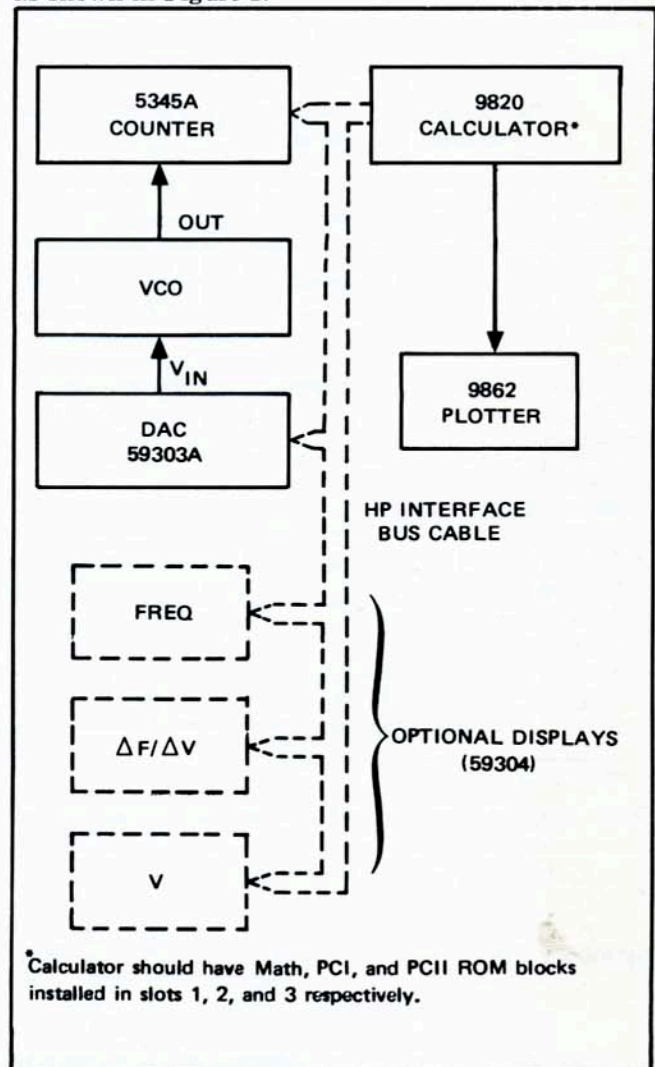 5345A
COUNTER
9820
CALCULATOR*
OUT
VCO
VIN
DAC
59303A
9862
PLOTTER
HP INTERFACE
BUS CABLE
FREQ
ΔF/ΔV
V
OPTIONAL DISPLAYS
(59304)
*Calculator should have Math, PCI, and PCII ROM blocks
installed in slots 1, 2, and 3 respectively.